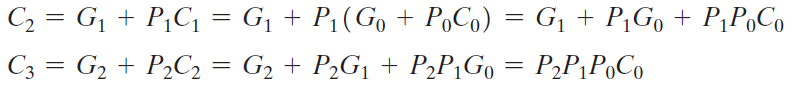 C₂ = G₁ + P₁C₁ = G₁ + P₁(G₀ + P₀C₀) = G₁ + P₁G₀ + P₁P₀C₀
C₃ = G₂ + P₂C₂ = G₂ + P₂G₁ + P₂P₁G₀ = P₂P₁P₀C₀